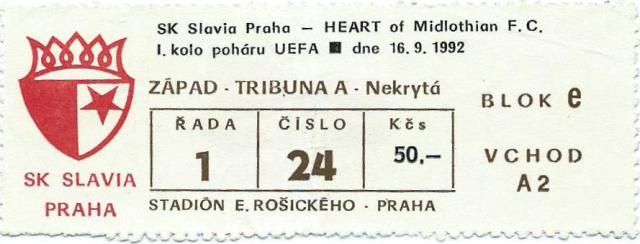 SK Slavia Praha – HEART of Midlothian F. C.
I. kolo poháru UEFA ■ dne 16. 9. 1992
ZÁPAD - TRIBUNA A - Nekrytá
BLOK e
ŘADA ČÍSLO Kčs
1 24 50,–
VCHOD
A 2
SK SLAVIA
PRAHA
STADIÓN E. ROŠICKÉHO - PRAHA